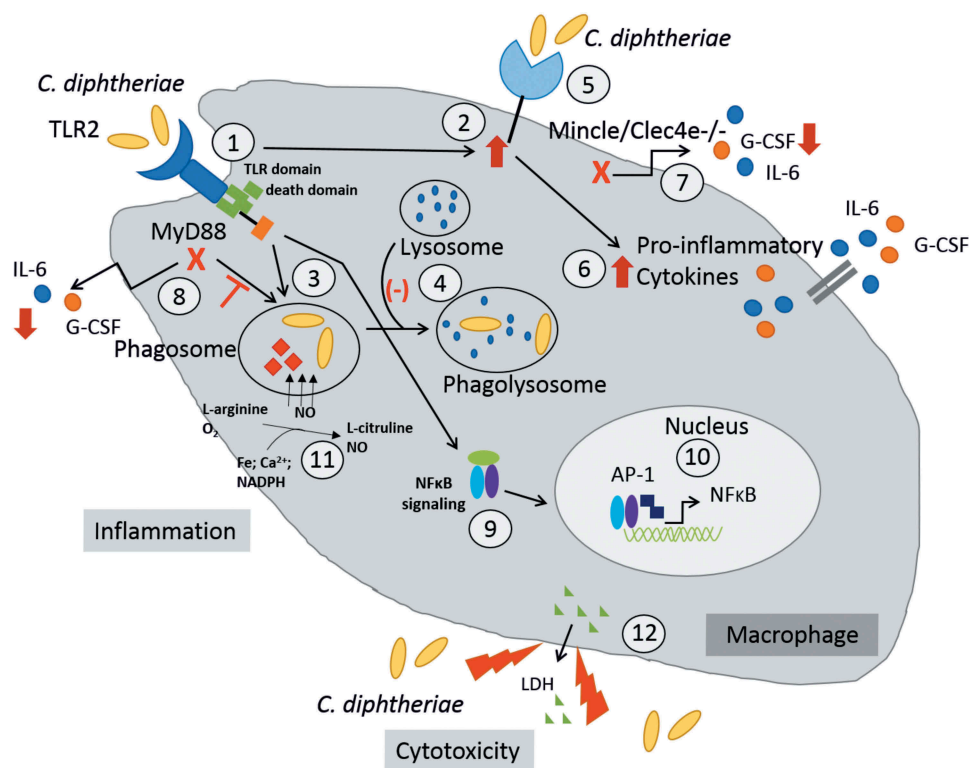 C. diphtheriae
5
C. diphtheriae
TLR2
1
2
Mincle/Clec4e-/-
G-CSF
IL-6
7
TLR domain
death domain
MyD88
X
X
Lysosome
IL-6
G-CSF
Pro-inflammatory
Cytokines
6
IL-6
G-CSF
8
3
(-)
4
Phagosome
Phagolysosome
L-arginine
O2
NO
L-citruline
NO
Fe; Ca2+;
NADPH
11
NFκB
signaling
9
Nucleus
10
AP-1
NFκB
Inflammation
12
Macrophage
LDH
C. diphtheriae
Cytotoxicity